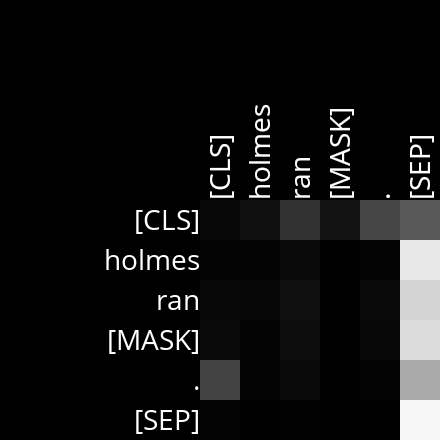 [CLS] holmes ran [MASK] . [SEP]
[CLS]
holmes
ran
[MASK]
.
[SEP]